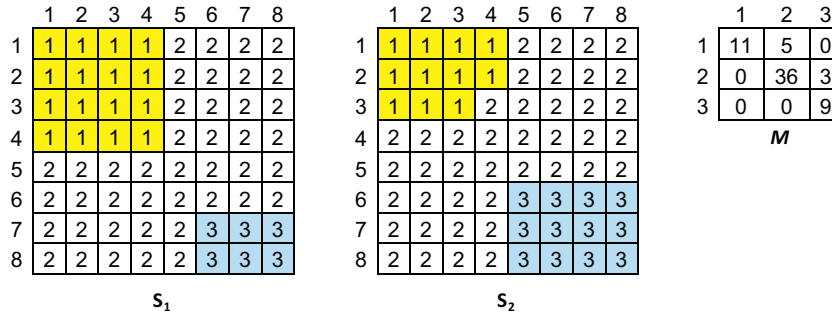 1 2 3 4 5 6 7 8
1 1 1 1 1 2 2 2 2
2 1 1 1 1 2 2 2 2
3 1 1 1 1 2 2 2 2
4 1 1 1 1 2 2 2 2
5 2 2 2 2 2 2 2 2
6 2 2 2 2 2 2 2 2
7 2 2 2 2 2 3 3 3
8 2 2 2 2 2 3 3 3
S1
1 2 3 4 5 6 7 8
1 1 1 1 1 2 2 2 2
2 1 1 1 1 2 2 2 2
3 1 1 1 2 2 2 2 2
4 2 2 2 2 2 2 2 2
5 2 2 2 2 2 2 2 2
6 2 2 2 2 3 3 3 3
7 2 2 2 2 3 3 3 3
8 2 2 2 2 3 3 3 3
S2
1 2 3
1 11 5 0
2 0 36 3
3 0 0 9
M